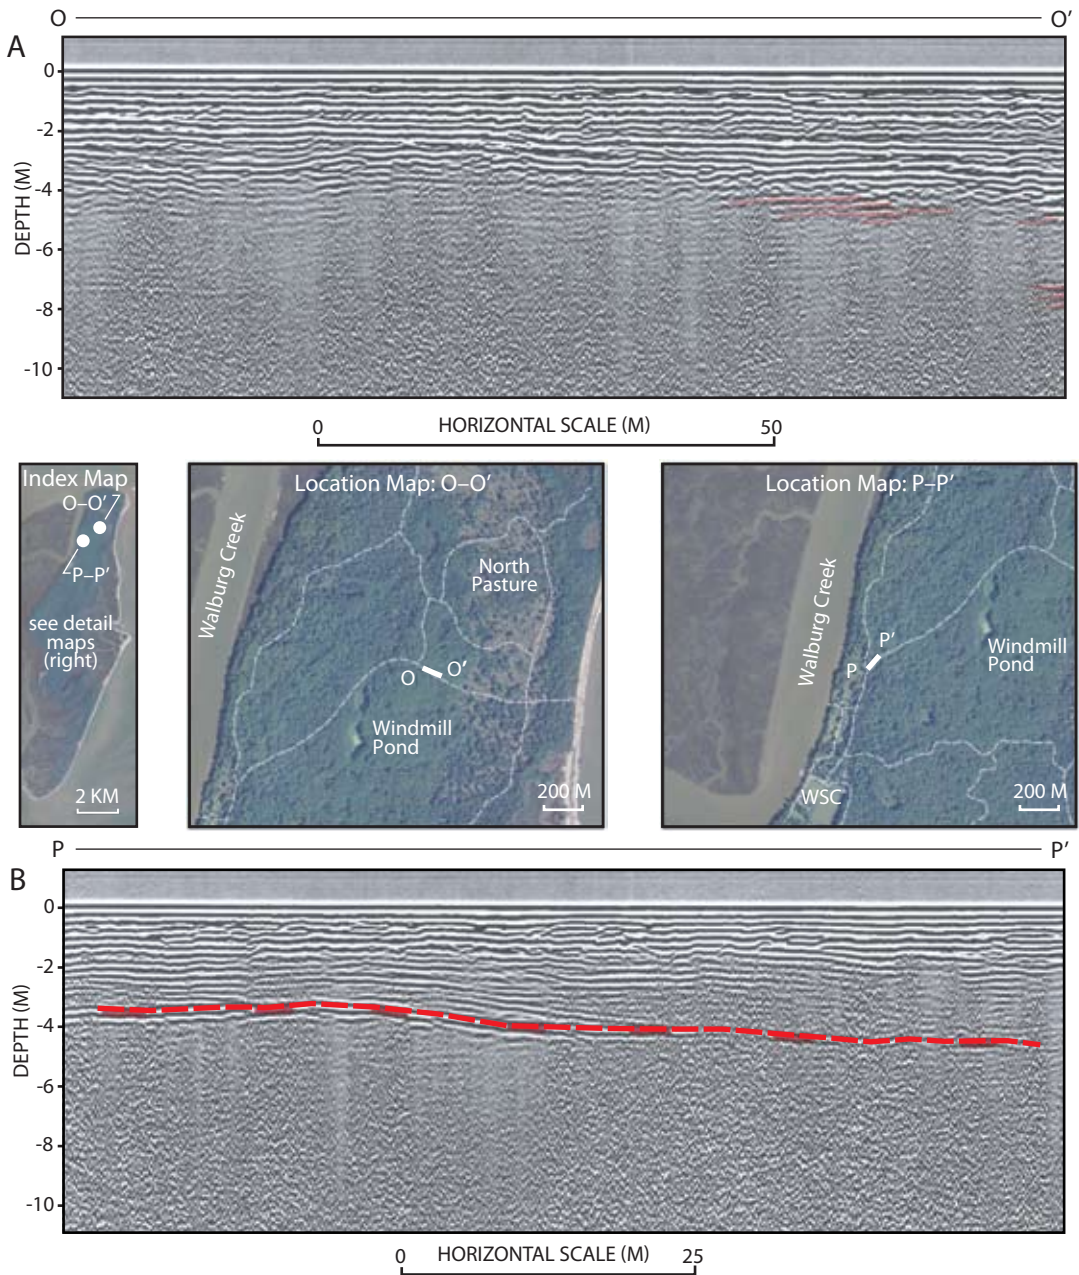 O
O'
A
0
-2
-4
-6
-8
-10
DEPTH (M)
0 HORIZONTAL SCALE (M) 50
Index Map
O–O'
P–P'
see detail
maps
(right)
2 KM
Location Map: O–O'
Walburg Creek
North
Pasture
O
O'
Windmill
Pond
200 M
Location Map: P–P'
Walburg Creek
P'
P
Windmill
Pond
WSC
200 M
P
P'
B
0
-2
-4
-6
-8
-10
DEPTH (M)
0 HORIZONTAL SCALE (M) 25